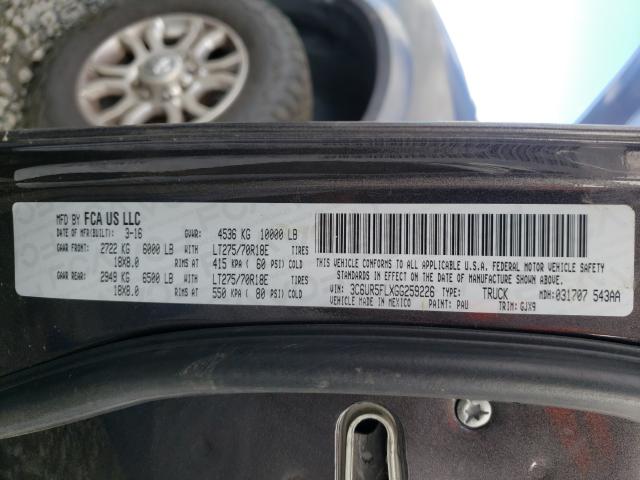 MFD BY FCA US LLC
DATE OF MFR(BUILT): 3-16 GVWR: 4536 KG 10000 LB
GAWR FRONT: 2722 KG 6000 LB WITH LT275/70R18E TIRES
18X8.0 RIMS AT 415 KPA ( 60 PSI) COLD
GAWR REAR: 2949 KG 6500 LB WITH LT275/70R18E TIRES
18X8.0 RIMS AT 550 KPA ( 80 PSI) COLD
THIS VEHICLE CONFORMS TO ALL APPLICABLE U.S.A. FEDERAL MOTOR VEHICLE SAFETY
STANDARDS IN EFFECT ON THE DATE OF MANUFACTURE SHOWN ABOVE.
VIN: 3C6UR5FLXGG259226 TYPE: TRUCK MDH: 031707 543AA
VEHICLE MADE IN MEXICO PAINT: PAU TRIM: GJX9